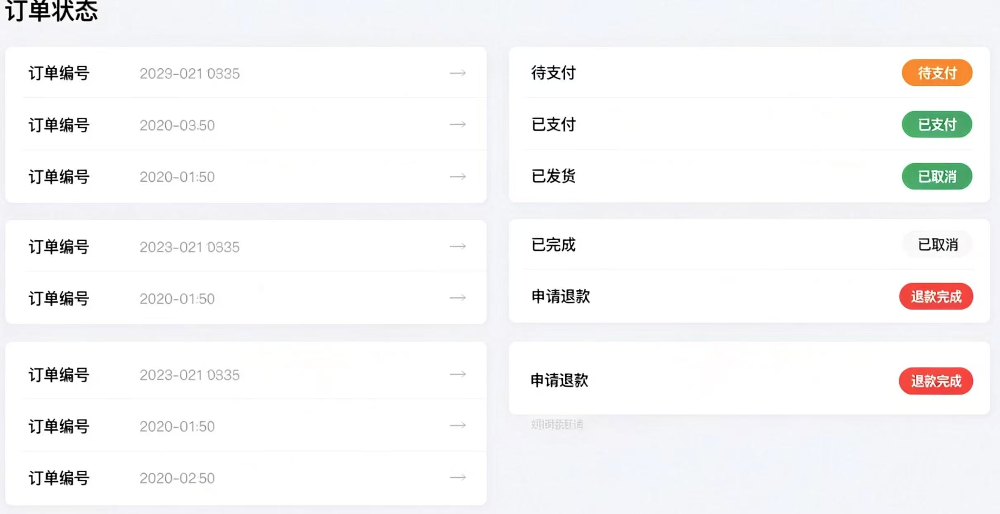 订单状态
订单编号 2029-021 0335
订单编号 2020-03:50
订单编号 2020-01:50
订单编号 2023-021 0335
订单编号 2020-01:50
订单编号 2023-021 0335
订单编号 2020-01:50
订单编号 2020-02:50
待支付 待支付
已支付 已支付
已发货 已取消
已完成 已取消
申请退款 退款完成
申请退款 退款完成